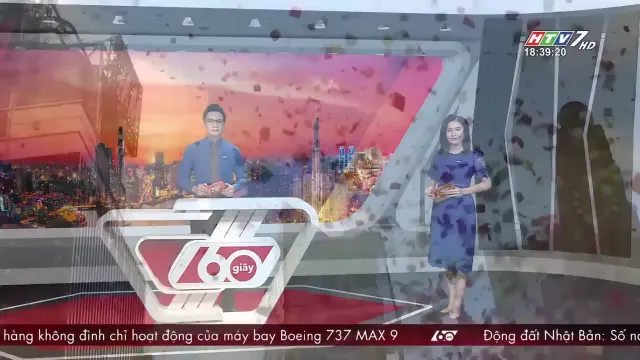 HTV7 HD
18:39:20
60 giây
hàng không đình chỉ hoạt động của máy bay Boeing 737 MAX 9 60 Động đất Nhật Bản: Số